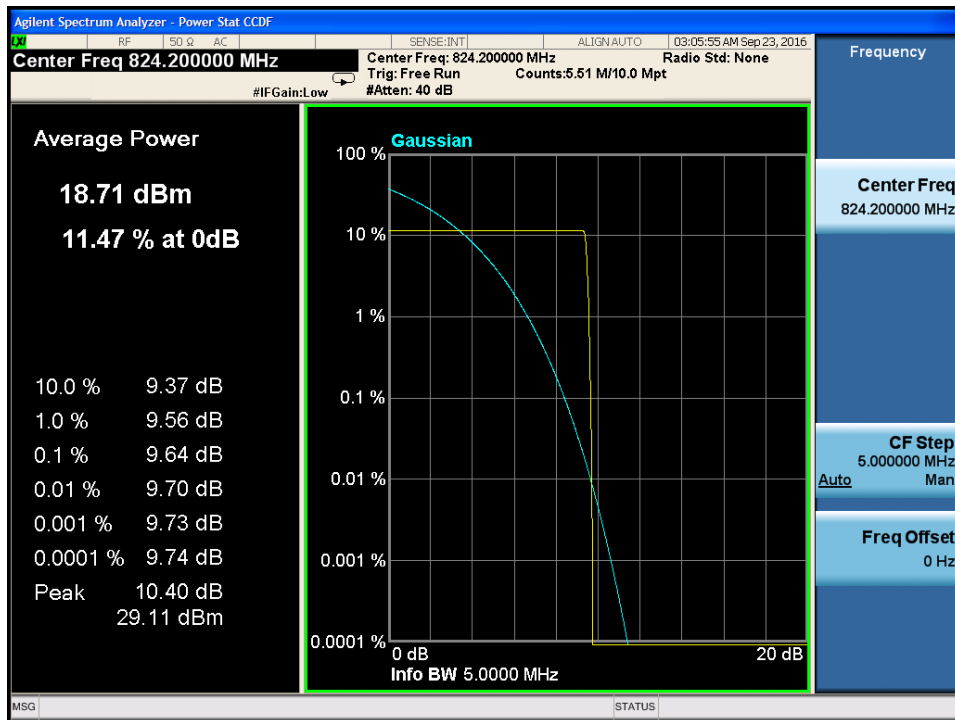 Agilent Spectrum Analyzer - Power Stat CCDF
LXI RF 50 Ω AC SENSE:INT ALIGN AUTO 03:05:55 AM Sep 23, 2016
Center Freq 824.200000 MHz
Center Freq: 824.200000 MHz Radio Std: None
Trig: Free Run Counts:5.51 M/10.0 Mpt
#IFGain:Low #Atten: 40 dB
Frequency
Average Power
18.71 dBm
11.47 % at 0dB
10.0 % 9.37 dB
1.0 % 9.56 dB
0.1 % 9.64 dB
0.01 % 9.70 dB
0.001 % 9.73 dB
0.0001 % 9.74 dB
Peak 10.40 dB
29.11 dBm
Gaussian
100 %
10 %
1 %
0.1 %
0.01 %
0.001 %
0.0001 %
0 dB 20 dB
Info BW 5.0000 MHz
Center Freq
824.200000 MHz
CF Step
5.000000 MHz
Auto Man
Freq Offset
0 Hz
MSG STATUS